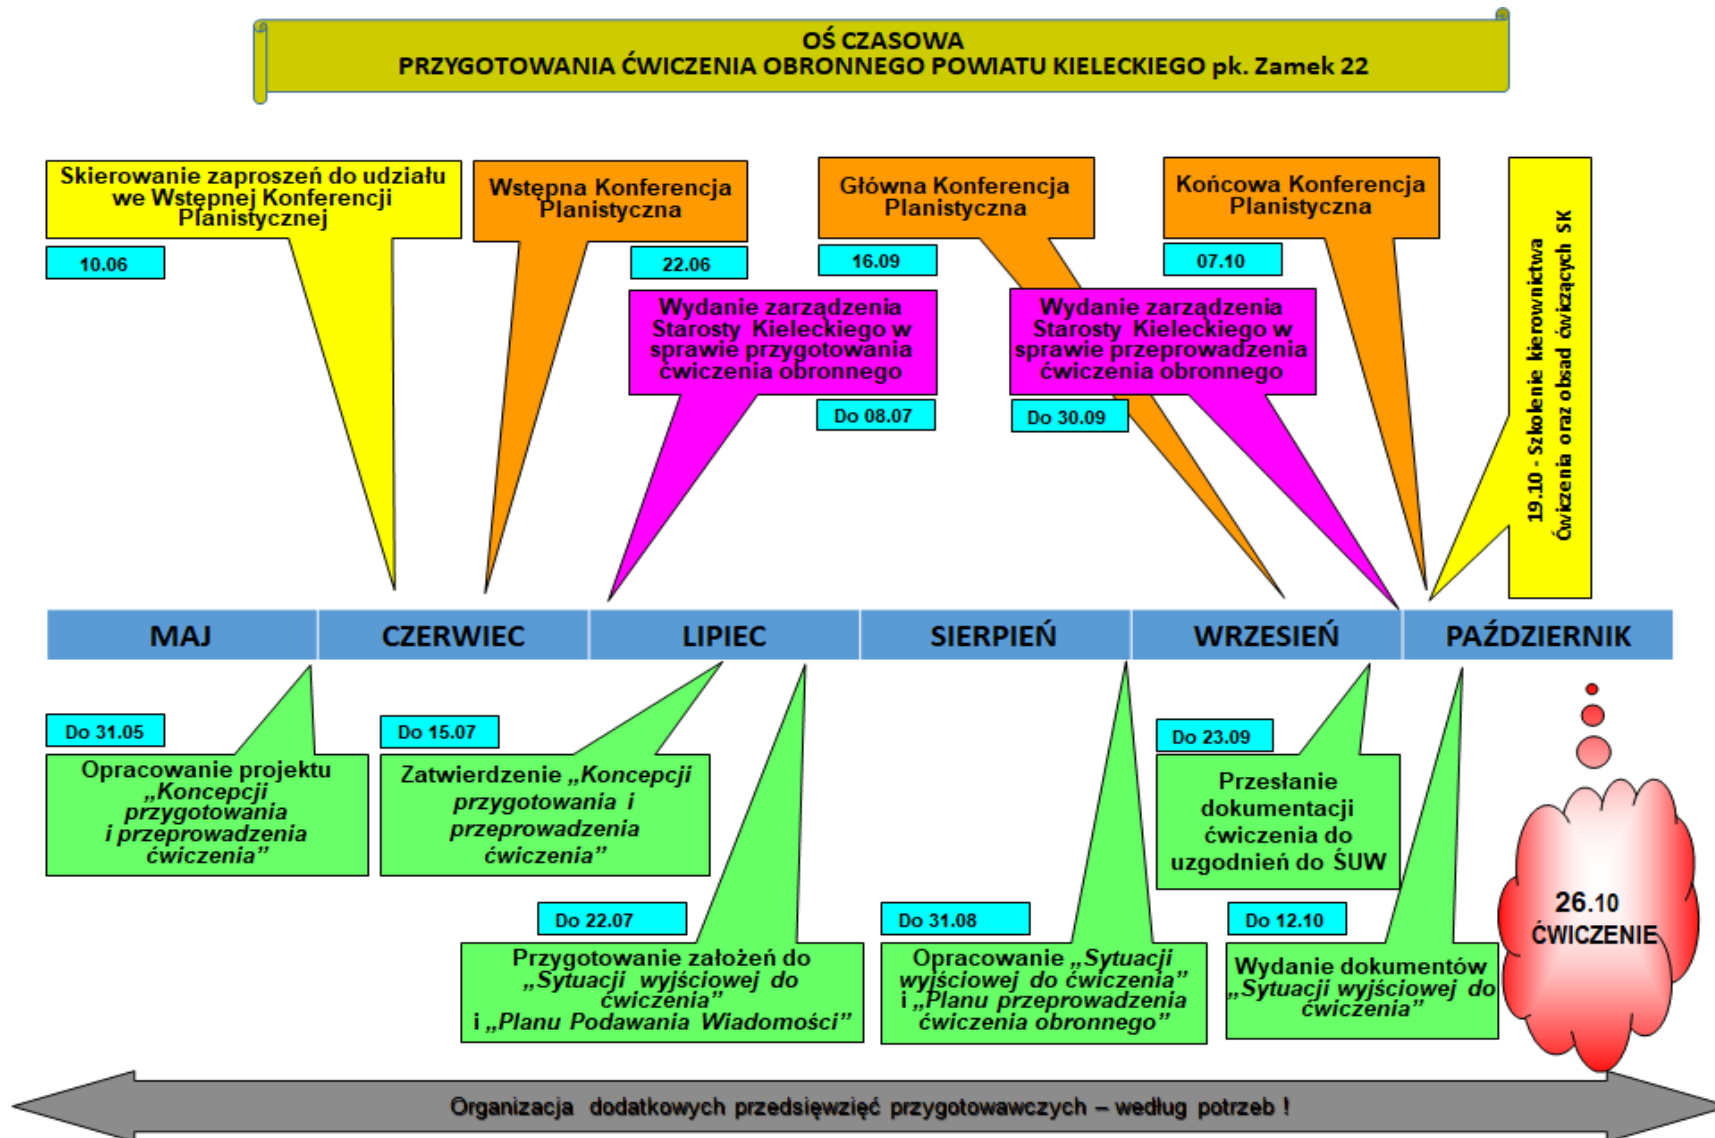 OŚ CZASOWA
PRZYGOTOWANIA ĆWICZENIA OBRONNEGO POWIATU KIELECKIEGO pk. Zamek 22
Skierowanie zaproszeń do udziału
we Wstępnej Konferencji
Planistycznej
10.06
Wstępna Konferencja
Planistyczna
22.06
Główna Konferencja
Planistyczna
16.09
Końcowa Konferencja
Planistyczna
07.10
19.10 - Szkolenie kierownictwa
Ćwiczenia oraz obsad ćwiczących SK
Wydanie zarządzenia
Starosty Kieleckiego w
sprawie przygotowania
ćwiczenia obronnego
Do 08.07
Wydanie zarządzenia
Starosty Kieleckiego w
sprawie przeprowadzenia
ćwiczenia obronnego
Do 30.09
MAJ
CZERWIEC
LIPIEC
SIERPIEŃ
WRZESIEŃ
PAŹDZIERNIK
Do 31.05
Opracowanie projektu
„Koncepcji
przygotowania
i przeprowadzenia
ćwiczenia”
Do 15.07
Zatwierdzenie „Koncepcji
przygotowania i
przeprowadzenia
ćwiczenia”
Do 23.09
Przesłanie
dokumentacji
ćwiczenia do
uzgodnień do ŚUW
Do 22.07
Przygotowanie założeń do
„Sytuacji wyjściowej do
ćwiczenia”
i „Planu Podawania Wiadomości”
Do 31.08
Opracowanie „Sytuacji
wyjściowej do ćwiczenia”
i „Planu przeprowadzenia
ćwiczenia obronnego”
Do 12.10
Wydanie dokumentów
„Sytuacji wyjściowej do
ćwiczenia”
26.10
ĆWICZENIE
Organizacja dodatkowych przedsięwzięć przygotowawczych – według potrzeb !